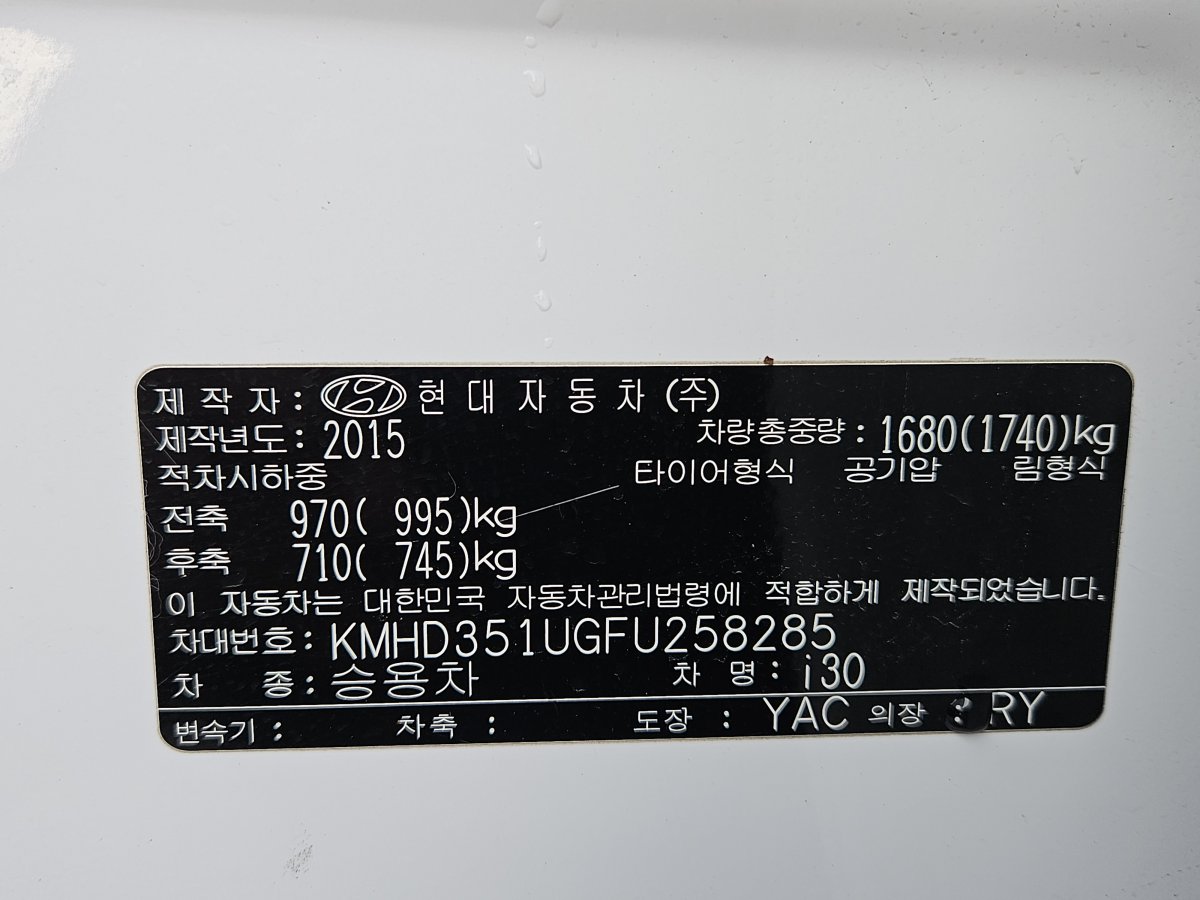 제 작 자 : 현 대 자 동 차 (주)
제작년도 : 2015 차량총중량 : 1680(1740)kg
적차시하중 타이어형식 공기압 림형식
전축 970( 995)kg
후축 710( 745)kg
이 자동차는 대한민국 자동차관리법령에 적합하게 제작되었습니다.
차대번호 : KMHD351UGFU258285
차 종 : 승용차 차 명 : i30
변속기 : 차축 : 도장 : YAC 의장 : RY